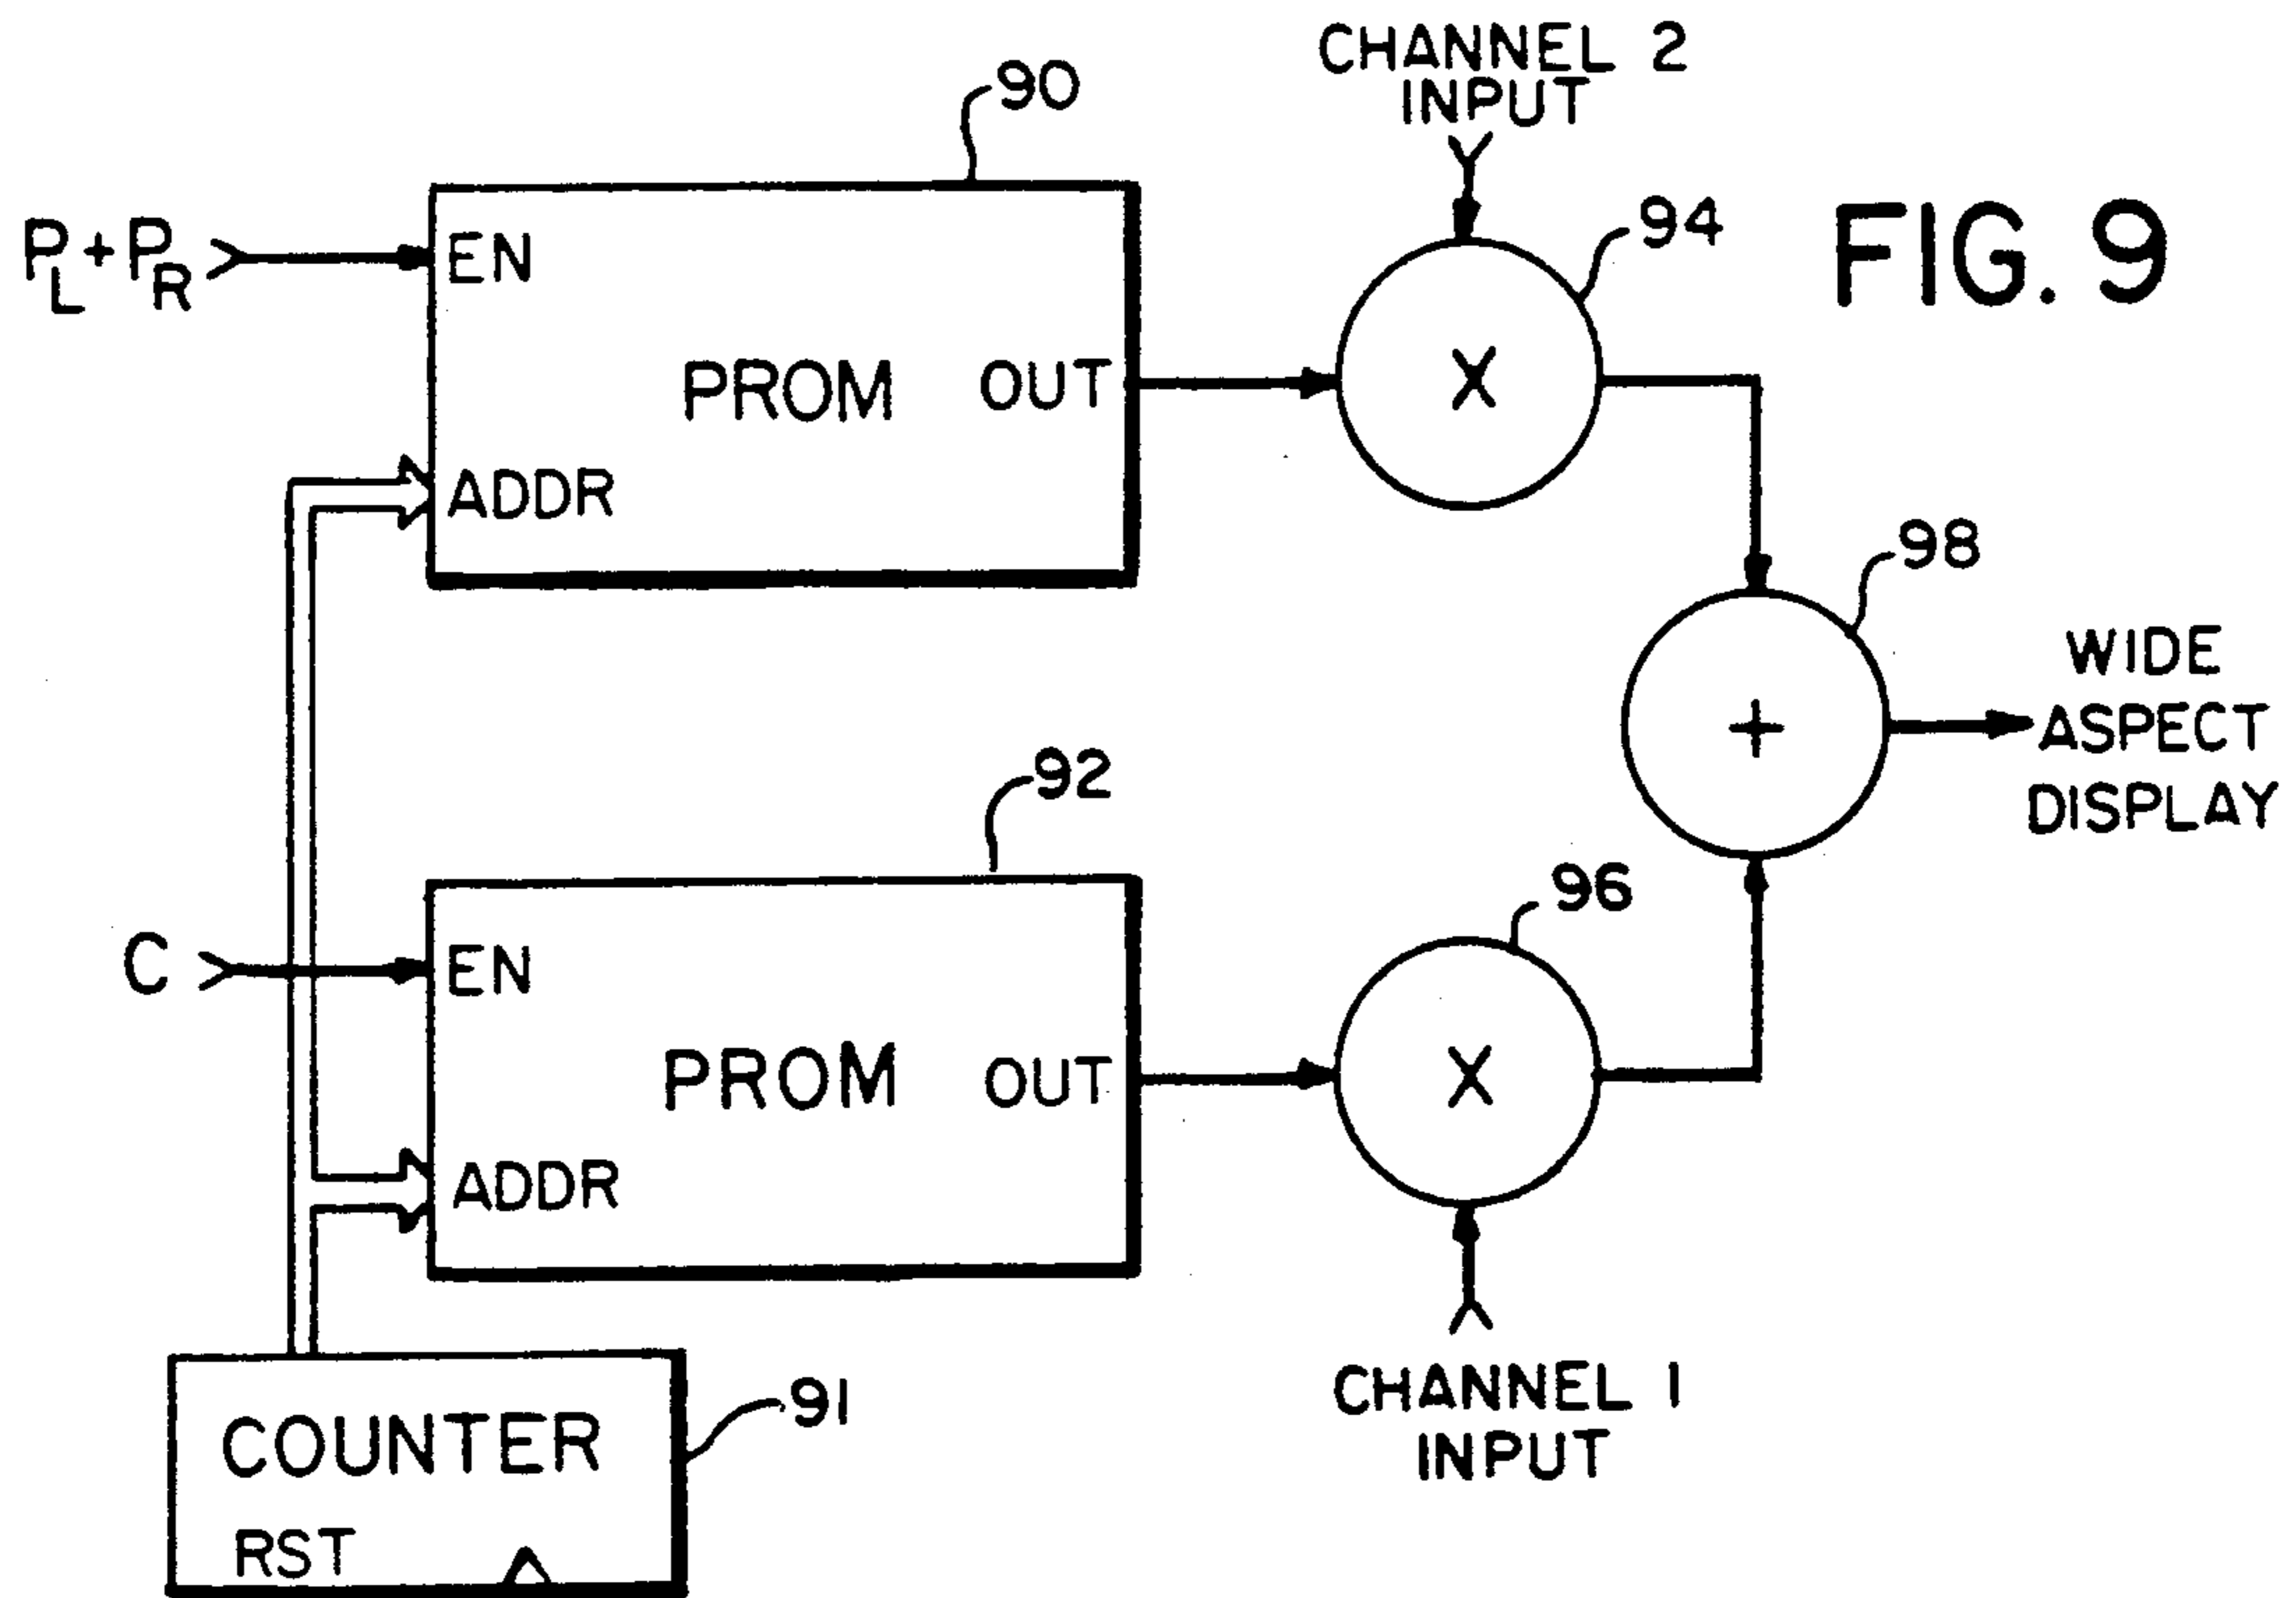 CHANNEL 2
INPUT
90
94
FIG. 9
PL+PR
EN
PROM
OUT
X
ADDR
98
+
WIDE
ASPECT
DISPLAY
92
96
C
EN
PROM
OUT
X
ADDR
CHANNEL 1
INPUT
COUNTER
91
RST